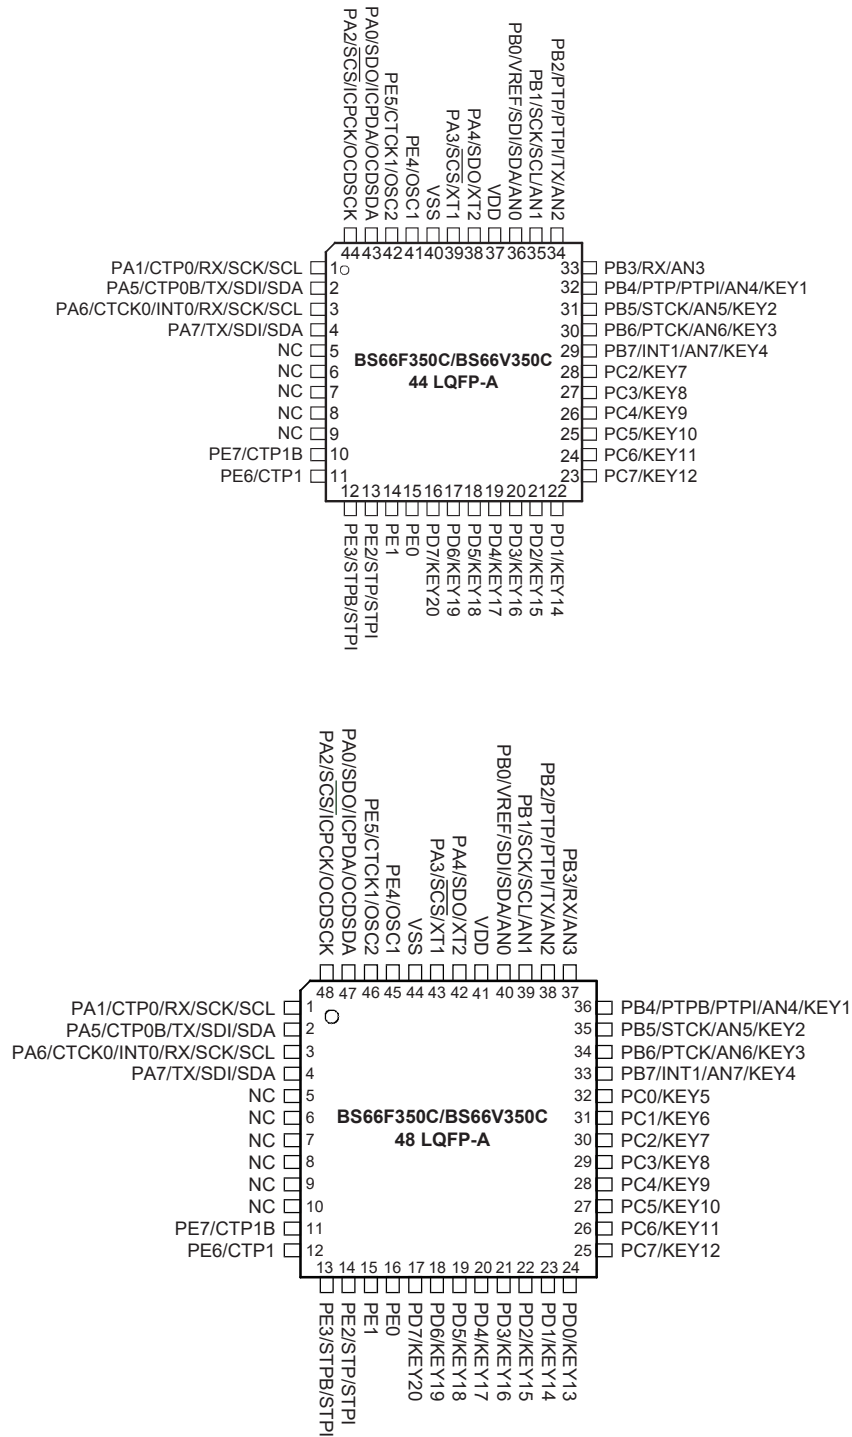 PA2/SCS/ICPCK/OCDSCK
PA0/SDO/ICPDA/OCDSDA
PE5/CTCK1/OSC2
PE4/OSC1
VSS
PA3/SCS/XT1
PA4/SDO/XT2
VDD
PB0/VREF/SDI/SDA/AN0
PB1/SCK/SCL/AN1
PB2/PTP/PTPI/TX/AN2
44 43 42 41 40 39 38 37 36 35 34
PA1/CTP0/RX/SCK/SCL 1 33 PB3/RX/AN3
PA5/CTP0B/TX/SDI/SDA 2 32 PB4/PTP/PTPI/AN4/KEY1
PA6/CTCK0/INT0/RX/SCK/SCL 3 31 PB5/STCK/AN5/KEY2
PA7/TX/SDI/SDA 4 30 PB6/PTCK/AN6/KEY3
NC 5 29 PB7/INT1/AN7/KEY4
BS66F350C/BS66V350C
NC 6 28 PC2/KEY7
44 LQFP-A
NC 7 27 PC3/KEY8
NC 8 26 PC4/KEY9
NC 9 25 PC5/KEY10
PE7/CTP1B 10 24 PC6/KEY11
PE6/CTP1 11 23 PC7/KEY12
12 13 14 15 16 17 18 19 20 21 22
PE3/STPB/STPI
PE2/STP/STPI
PE1
PE0
PD7/KEY20
PD6/KEY19
PD5/KEY18
PD4/KEY17
PD3/KEY16
PD2/KEY15
PD1/KEY14
PA2/SCS/ICPCK/OCDSCK
PA0/SDO/ICPDA/OCDSDA
PE5/CTCK1/OSC2
PE4/OSC1
VSS
PA3/SCS/XT1
PA4/SDO/XT2
VDD
PB0/VREF/SDI/SDA/AN0
PB1/SCK/SCL/AN1
PB2/PTP/PTPI/TX/AN2
PB3/RX/AN3
48 47 46 45 44 43 42 41 40 39 38 37
PA1/CTP0/RX/SCK/SCL 1 36 PB4/PTPB/PTPI/AN4/KEY1
PA5/CTP0B/TX/SDI/SDA 2 35 PB5/STCK/AN5/KEY2
PA6/CTCK0/INT0/RX/SCK/SCL 3 34 PB6/PTCK/AN6/KEY3
PA7/TX/SDI/SDA 4 33 PB7/INT1/AN7/KEY4
NC 5 32 PC0/KEY5
NC 6 31 PC1/KEY6
BS66F350C/BS66V350C
NC 7 30 PC2/KEY7
48 LQFP-A
NC 8 29 PC3/KEY8
NC 9 28 PC4/KEY9
NC 10 27 PC5/KEY10
PE7/CTP1B 11 26 PC6/KEY11
PE6/CTP1 12 25 PC7/KEY12
13 14 15 16 17 18 19 20 21 22 23 24
PE3/STPB/STPI
PE2/STP/STPI
PE1
PE0
PD7/KEY20
PD6/KEY19
PD5/KEY18
PD4/KEY17
PD3/KEY16
PD2/KEY15
PD1/KEY14
PD0/KEY13